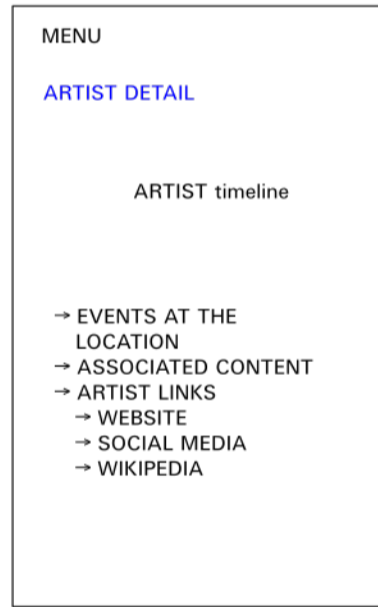 MENU
ARTIST DETAIL
ARTIST timeline
→ EVENTS AT THE
LOCATION
→ ASSOCIATED CONTENT
→ ARTIST LINKS
→ WEBSITE
→ SOCIAL MEDIA
→ WIKIPEDIA